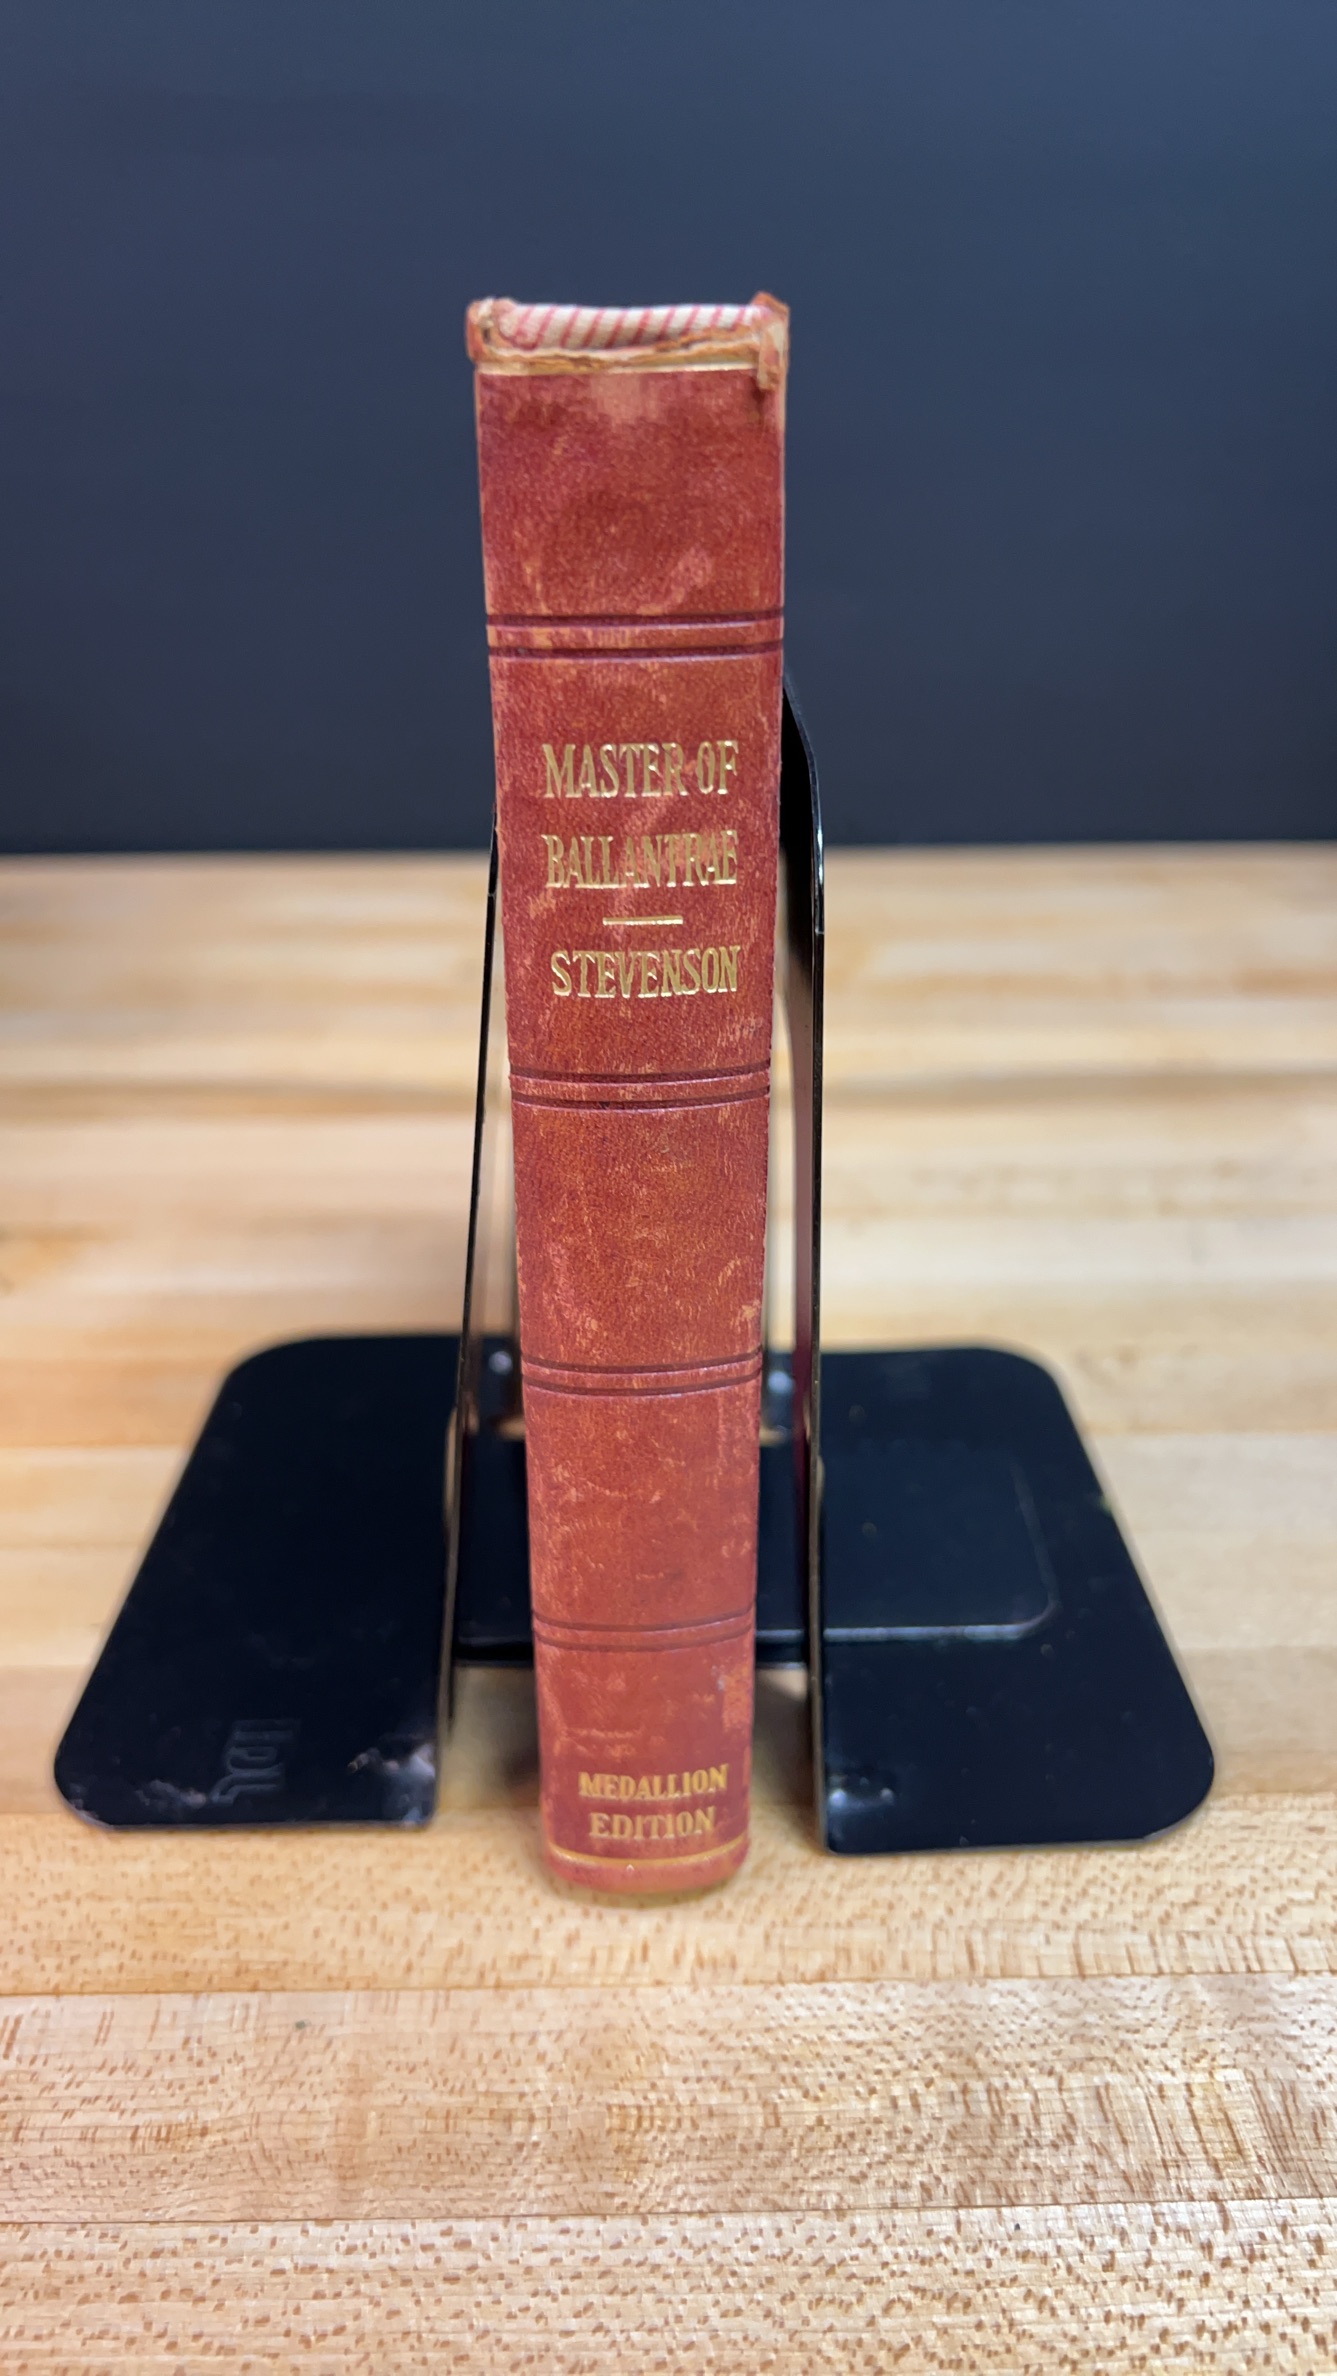 MASTER OF
BALLANTRAE
STEVENSON
MEDALLION
EDITION